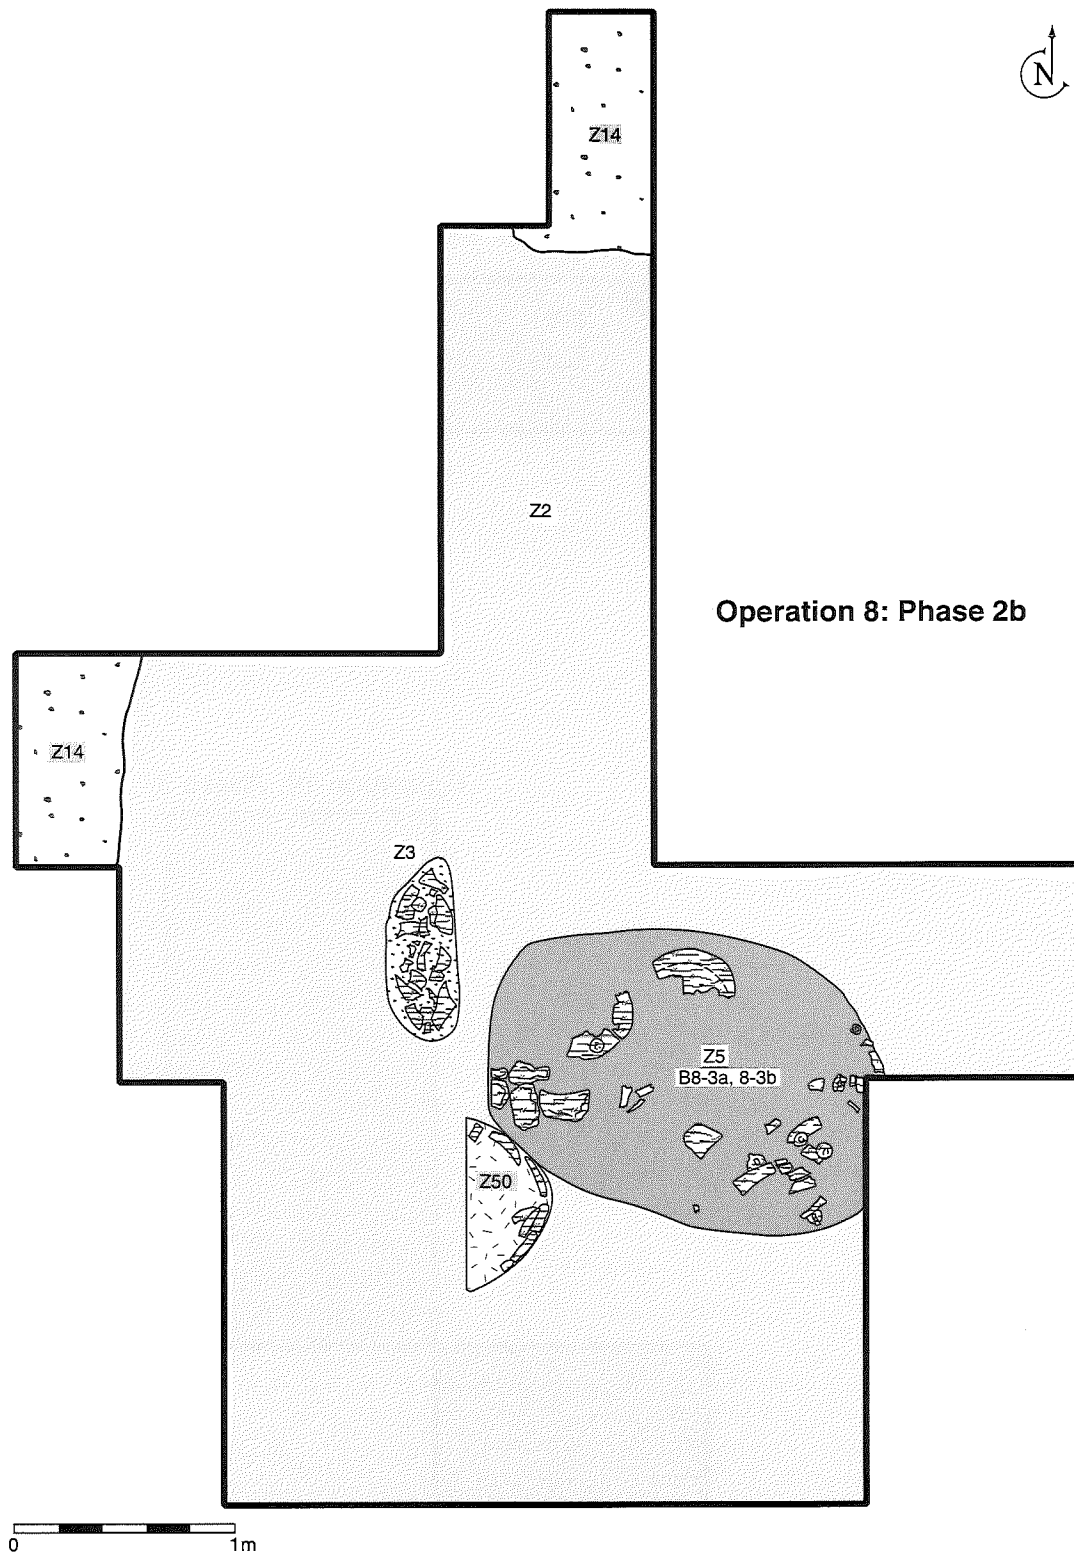 N
Z14
Z2
Operation 8: Phase 2b
Z14
Z3
Z5
B8-3a, 8-3b
Z50
0 1m